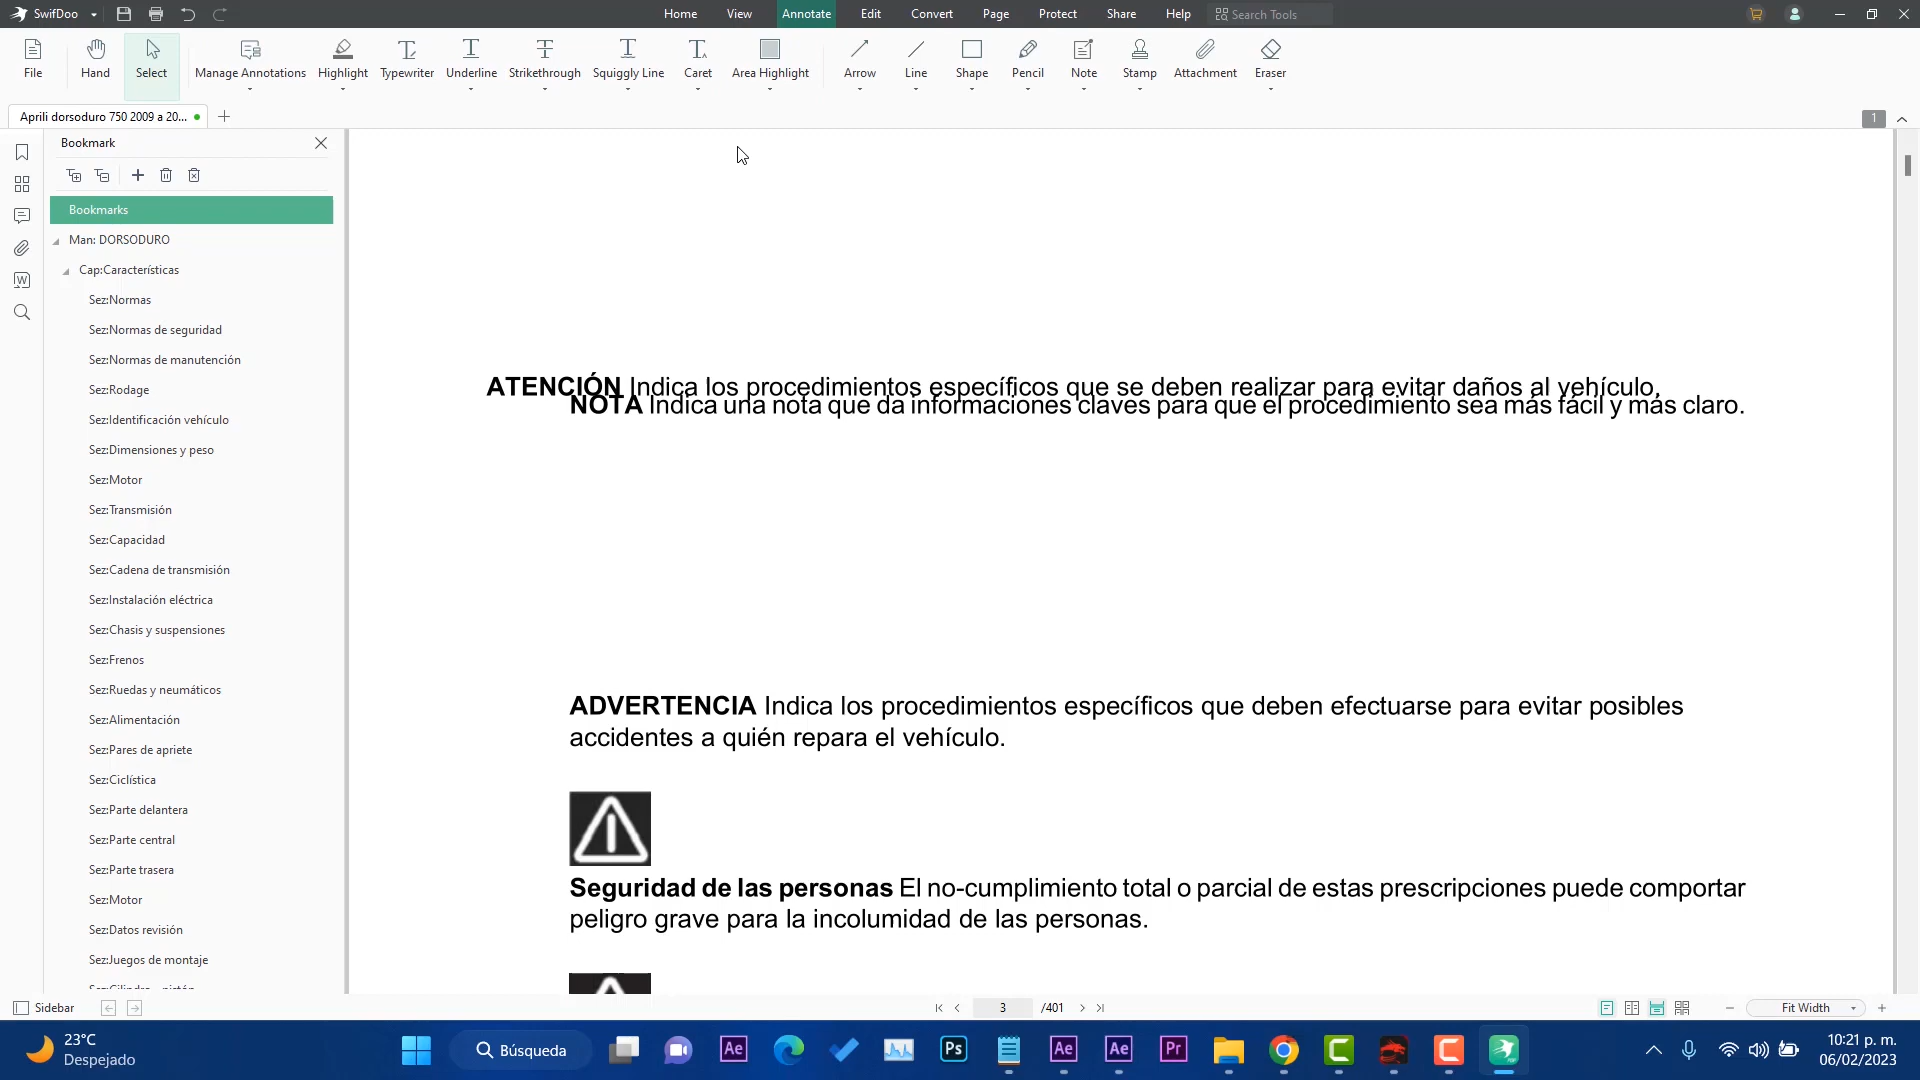 SwifDoo
Home View Annotate Edit Convert Page Protect Share Help Search Tools
File Hand Select Manage Annotations Highlight Typewriter Underline Strikethrough Squiggly Line Caret Area Highlight Arrow Line Shape Pencil Note Stamp Attachment Eraser
Aprili dorsoduro 750 2009 a 20...
1
Bookmark
Bookmarks
Man: DORSODURO
Cap:Características
Sez:Normas
Sez:Normas de seguridad
Sez:Normas de manutención
Sez:Rodage
Sez:Identificación vehículo
Sez:Dimensiones y peso
Sez:Motor
Sez:Transmisión
Sez:Capacidad
Sez:Cadena de transmisión
Sez:Instalación eléctrica
Sez:Chasis y suspensiones
Sez:Frenos
Sez:Ruedas y neumáticos
Sez:Alimentación
Sez:Pares de apriete
Sez:Ciclística
Sez:Parte delantera
Sez:Parte central
Sez:Parte trasera
Sez:Motor
Sez:Datos revisión
Sez:Juegos de montaje
ATENCIÓN Indica los procedimientos específicos que se deben realizar para evitar daños al vehículo,
NOTA Indica una nota que da informaciones claves para que el procedimiento sea más fácil y más claro.
ADVERTENCIA Indica los procedimientos específicos que deben efectuarse para evitar posibles
accidentes a quién repara el vehículo.
Seguridad de las personas El no-cumplimiento total o parcial de estas prescripciones puede comportar
peligro grave para la incolumidad de las personas.
Sidebar
3 /401
Fit Width
23°C
Despejado
Búsqueda
Ae
Ps
Ae
Ae
Pr
10:21 p. m.
06/02/2023